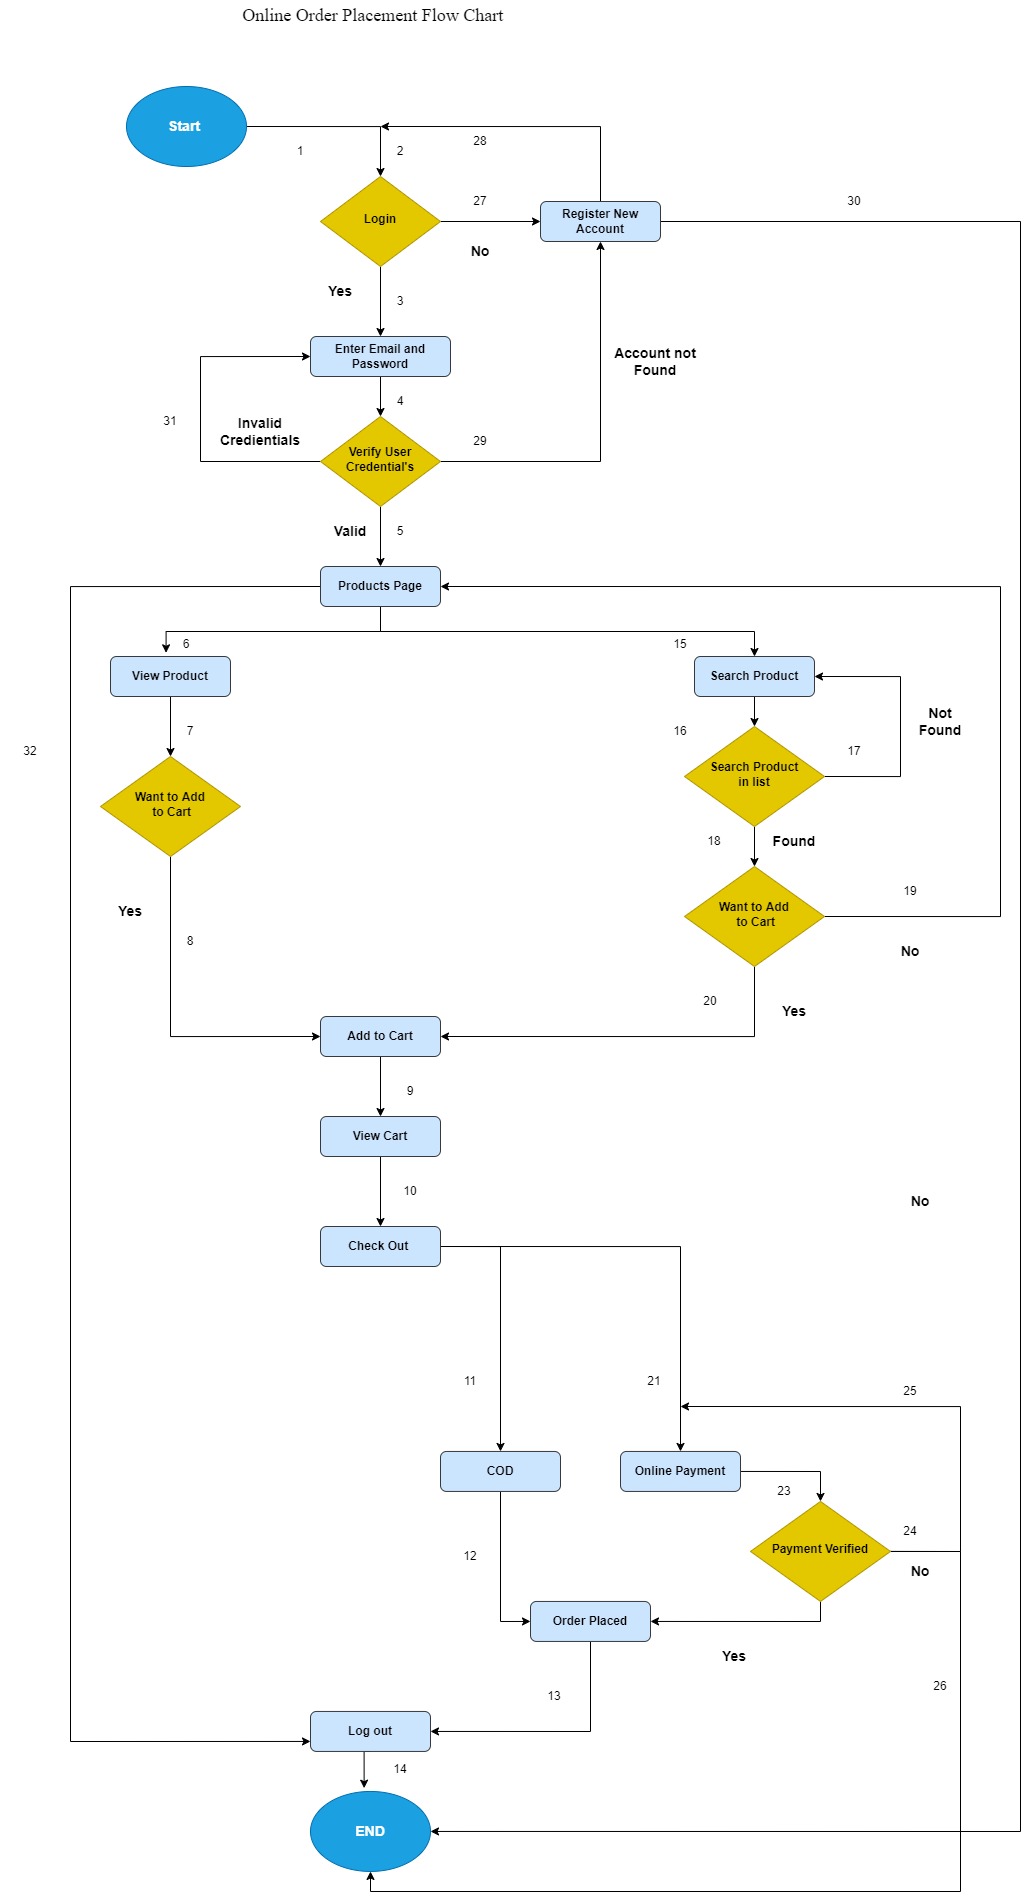 Online Order Placement Flow Chart
Start
1
2
28
Login
27
No
Register New
Account
30
Yes
3
Enter Email and
Password
Account not
Found
4
31
Invalid
Credientials
Verify User
Credential's
29
Valid
5
Products Page
6
15
View Product
Search Product
7
16
Not
Found
17
32
Search Product
in list
Want to Add
to Cart
18
Found
Want to Add
to Cart
19
No
Yes
8
20
Yes
Add to Cart
9
View Cart
10
No
Check Out
11
21
25
COD
Online Payment
23
24
Payment Verified
No
12
Order Placed
Yes
13
26
Log out
14
END